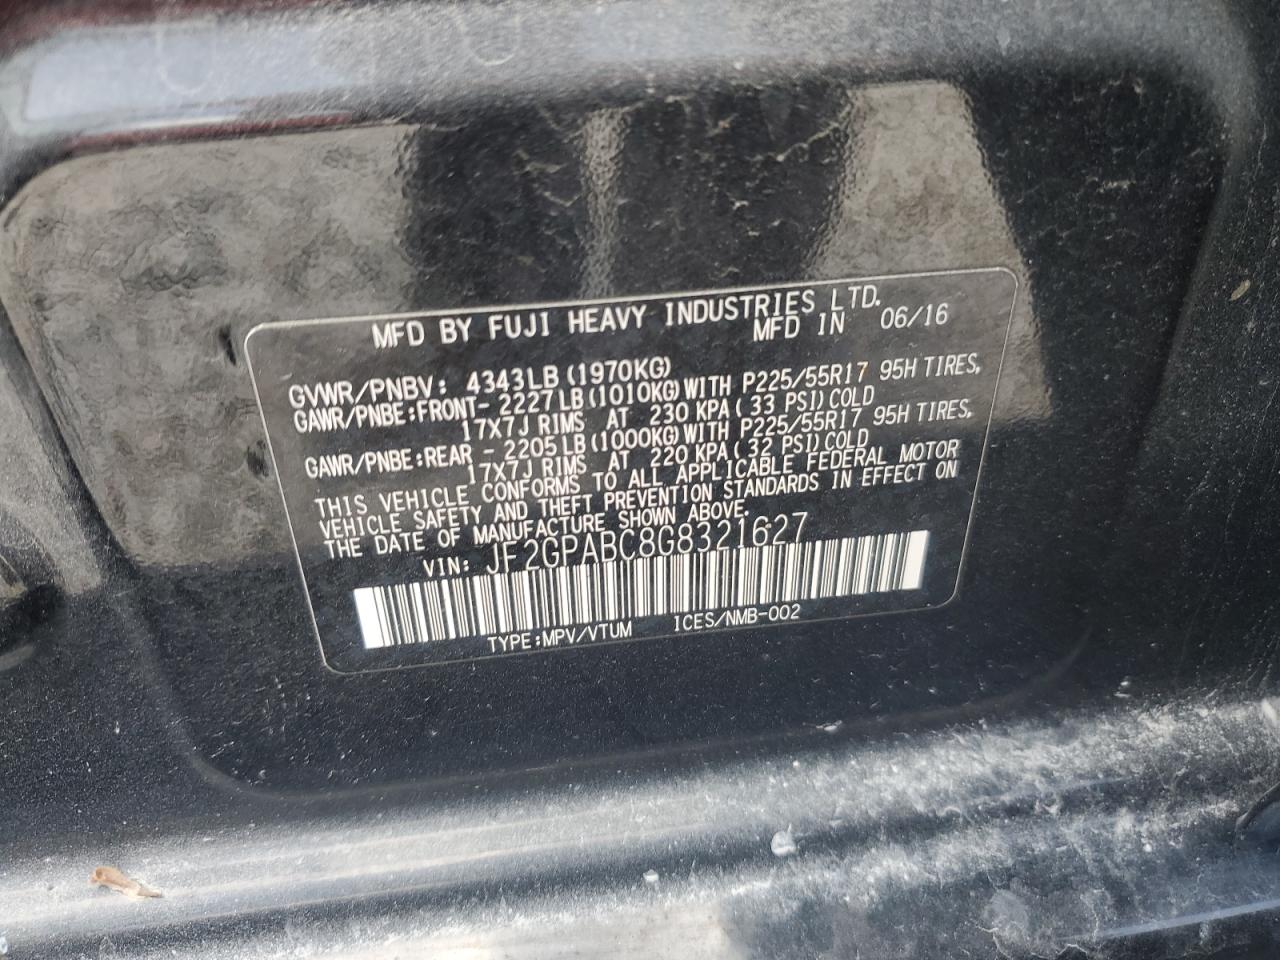 MFD BY FUJI HEAVY INDUSTRIES LTD.
MFD IN 06/16
GVWR/PNBV: 4343LB (1970KG)
GAWR/PNBE:FRONT- 2227LB(1010KG)WITH P225/55R17 95H TIRES,
17X7J RIMS AT 230 KPA( 33 PSI)COLD
GAWR/PNBE:REAR - 2205LB(1000KG)WITH P225/55R17 95H TIRES,
17X7J RIMS AT 220 KPA( 32 PSI)COLD
THIS VEHICLE CONFORMS TO ALL APPLICABLE FEDERAL MOTOR
VEHICLE SAFETY AND THEFT PREVENTION STANDARDS IN EFFECT ON
THE DATE OF MANUFACTURE SHOWN ABOVE.
VIN: JF2GPABC8G8321627
TYPE:MPV/VTUM ICES/NMB-002